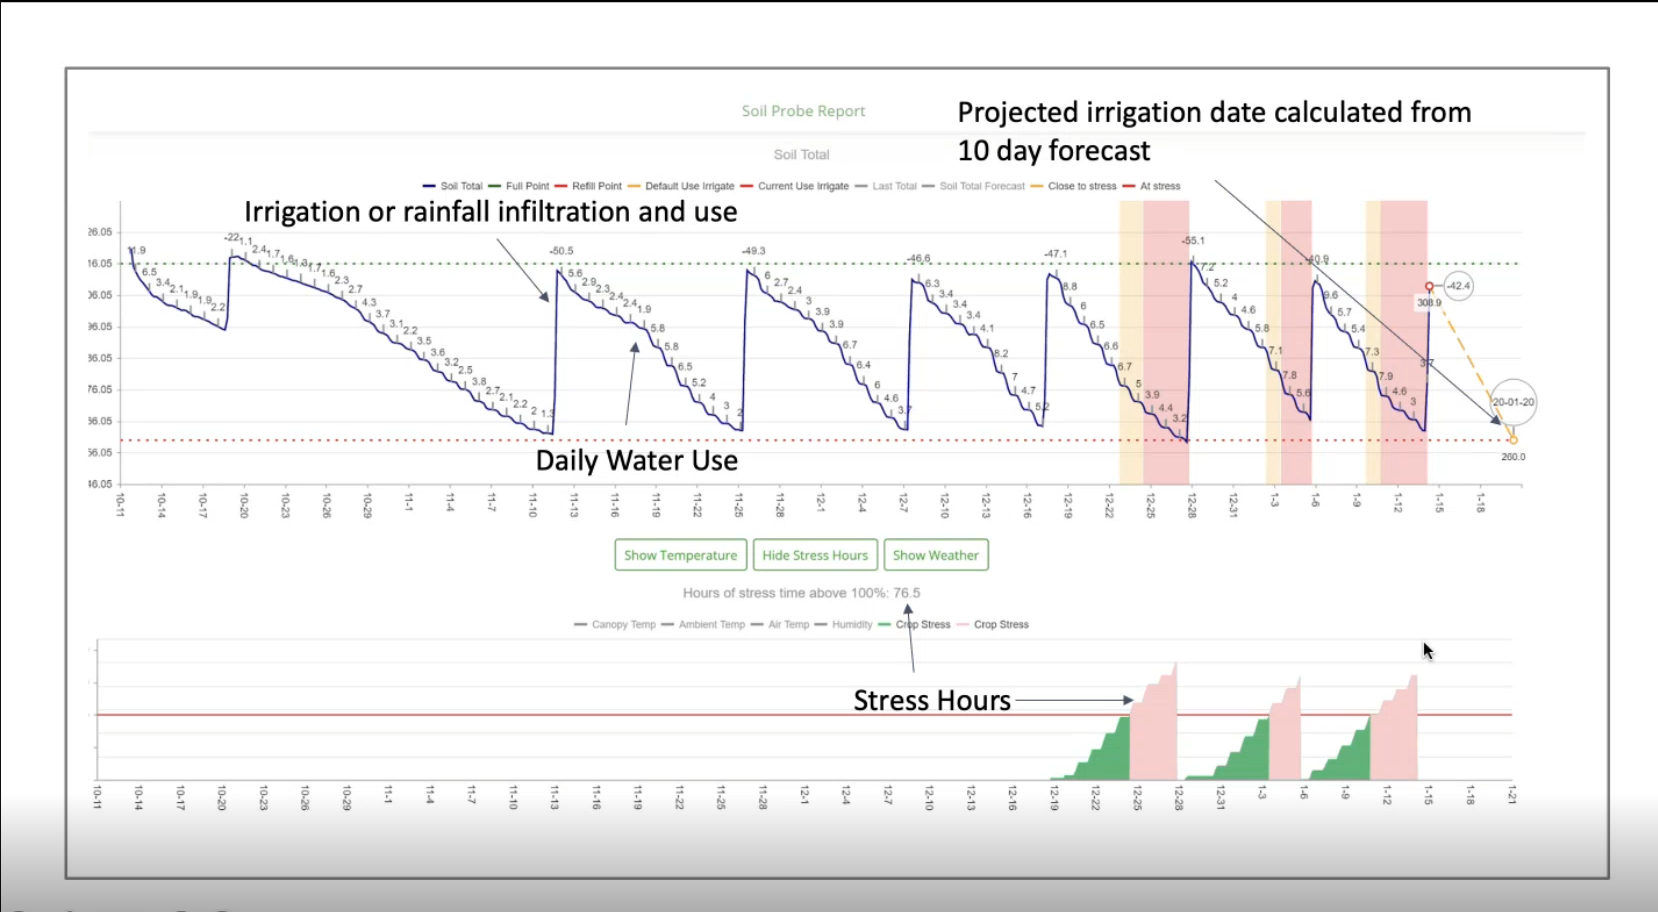 Soil Probe Report
Projected irrigation date calculated from
10 day forecast
Soil Total
Soil Total Full Point Refill Point Default Use Irrigate Current Use Irrigate Last Total Soil Total Forecast Close to stress At stress
Irrigation or rainfall infiltration and use
26.05
16.05
06.05
96.05
86.05
76.05
66.05
56.05
46.05
6.5 3.4 2.1 1.9 1.9 2.2
-22 1.1 2.4 1.7 1.6 1.3 1.7 1.6 2.3 2.7 4.3 3.7 3.1 2.2 3.5 3.6 3.2 2.5 3.8 2.7 2.1 2.2 2 1.3
-50.5 5.6 2.9 2.3 2.4 2.4 1.9 5.8 5.8 6.5 5.2 4 3 2
-49.3 6 2.7 2.4 3 3.9 3.9 6.7 6.4 6 4.6 3.7
-46.6 6.3 3.4 3.4 3.4 4.1 8.2 7 4.7 5.2
-47.1 8.8 6 6.5 6.6 6.7 5 3.9 4.4 3.2
-55.1 7.2 5.2 4 4.6 5.8 7.1 7.8 5.6
9.6 5.7 5.4 7.3 7.9 4.6 3 3.7
-42.4
308.9
20-01-20
260.0
Daily Water Use
10-11 10-14 10-17 10-20 10-23 10-26 10-29 11-1 11-4 11-7 11-10 11-13 11-16 11-19 11-22 11-25 11-28 12-1 12-4 12-7 12-10 12-13 12-16 12-19 12-22 12-25 12-28 12-31 1-3 1-6 1-9 1-12 1-15 1-18
Show Temperature Hide Stress Hours Show Weather
Hours of stress time above 100%: 76.5
Canopy Temp Ambient Temp Air Temp Humidity Crop Stress Crop Stress
Stress Hours
10-11 10-14 10-17 10-20 10-23 10-26 10-29 11-1 11-4 11-7 11-10 11-13 11-16 11-19 11-22 11-25 11-28 12-1 12-4 12-7 12-10 12-13 12-16 12-19 12-22 12-25 12-28 12-31 1-3 1-6 1-9 1-12 1-15 1-18 1-21